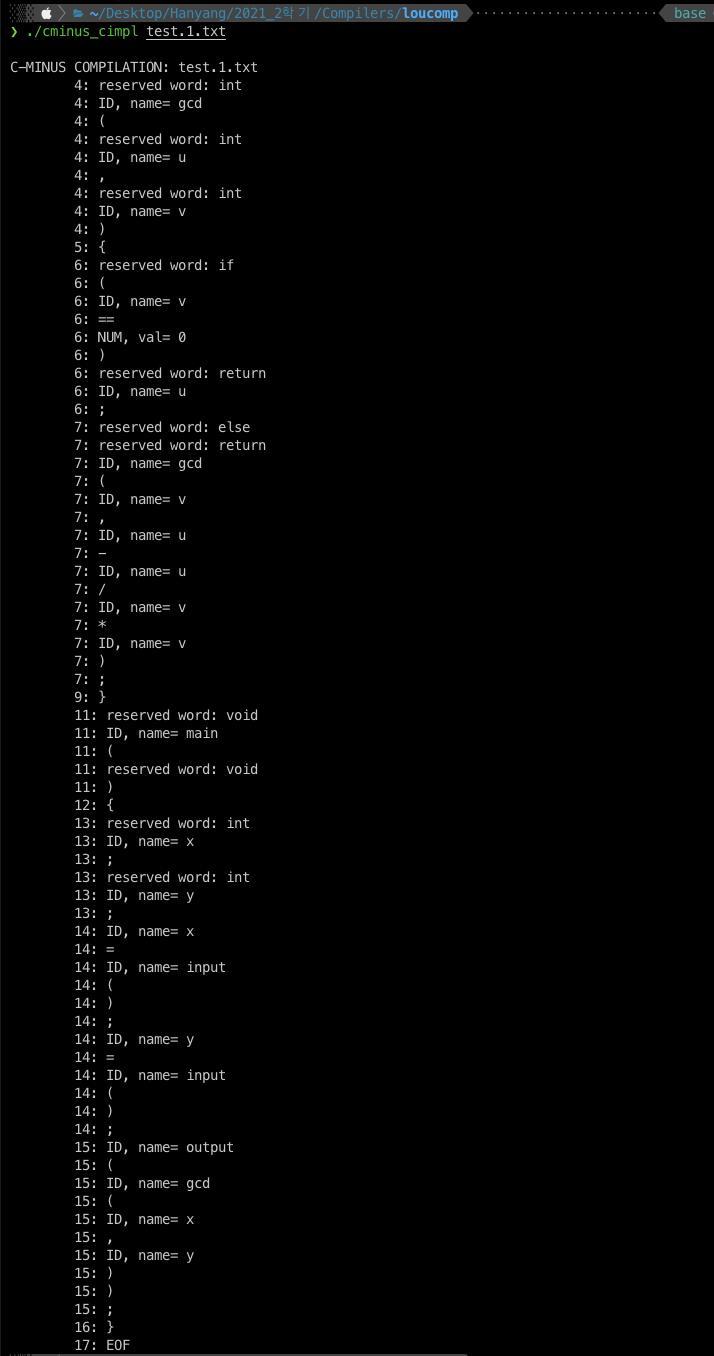 ~/Desktop/Hanyang/2021_2학기/Compilers/loucomp base
❯ ./cminus_cimpl test.1.txt
C-MINUS COMPILATION: test.1.txt
4: reserved word: int
4: ID, name= gcd
4: (
4: reserved word: int
4: ID, name= u
4: ,
4: reserved word: int
4: ID, name= v
4: )
5: {
6: reserved word: if
6: (
6: ID, name= v
6: ==
6: NUM, val= 0
6: )
6: reserved word: return
6: ID, name= u
6: ;
7: reserved word: else
7: reserved word: return
7: ID, name= gcd
7: (
7: ID, name= v
7: ,
7: ID, name= u
7: -
7: ID, name= u
7: /
7: ID, name= v
7: *
7: ID, name= v
7: )
7: ;
9: }
11: reserved word: void
11: ID, name= main
11: (
11: reserved word: void
11: )
12: {
13: reserved word: int
13: ID, name= x
13: ;
13: reserved word: int
13: ID, name= y
13: ;
14: ID, name= x
14: =
14: ID, name= input
14: (
14: )
14: ;
14: ID, name= y
14: =
14: ID, name= input
14: (
14: )
14: ;
15: ID, name= output
15: (
15: ID, name= gcd
15: (
15: ID, name= x
15: ,
15: ID, name= y
15: )
15: )
15: ;
16: }
17: EOF